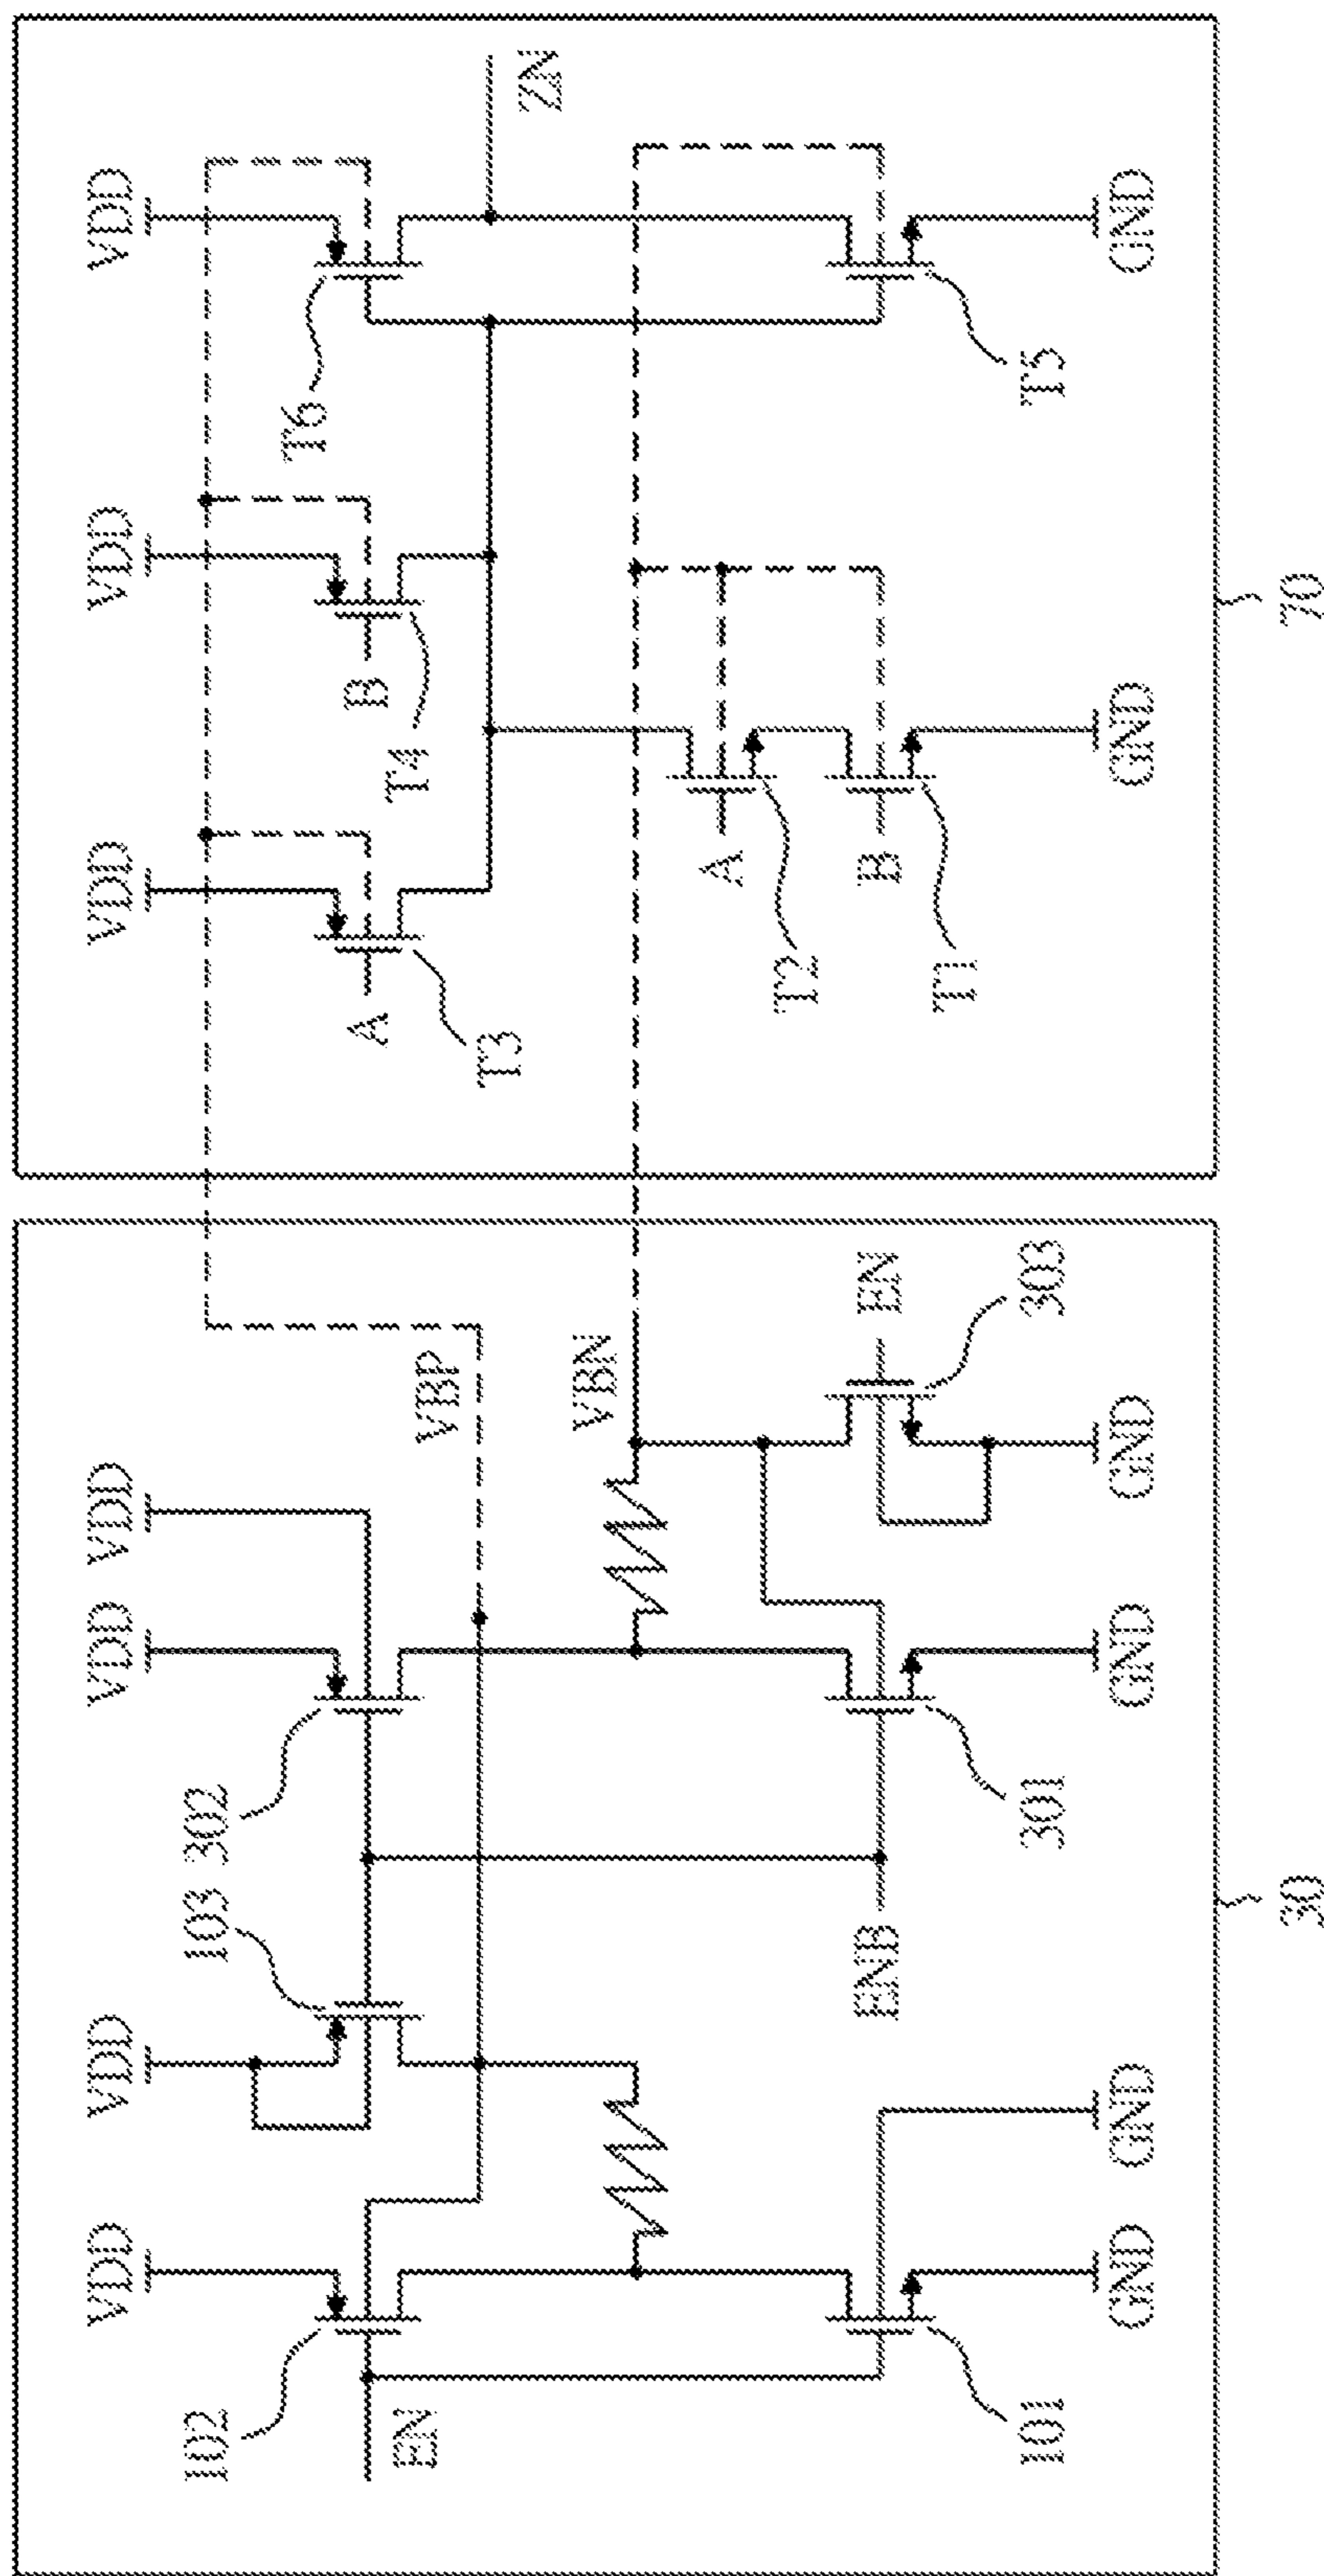 VDD
VDD
VDD
VDD
VDD
VDD
VDD
102
103
302
T3
T4
T6
EN
A
B
VBP
VBN
ZN
ENB
EN
A
B
T2
T1
101
301
303
T5
GND
GND
GND
GND
GND
GND
30
70